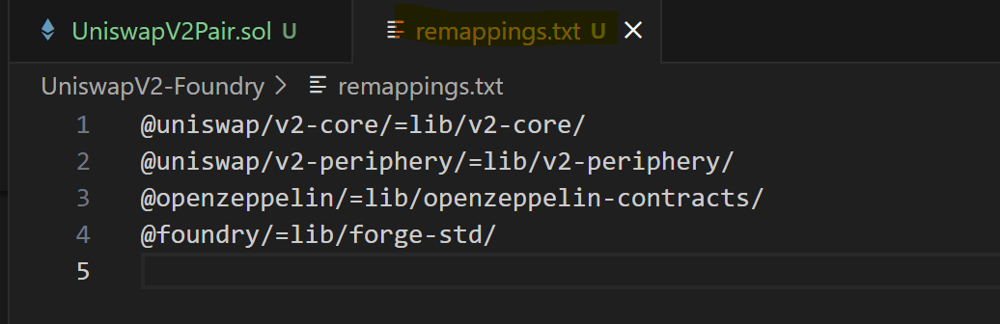 UniswapV2Pair.sol U remappings.txt U
UniswapV2-Foundry > remappings.txt
1 @uniswap/v2-core/=lib/v2-core/
2 @uniswap/v2-periphery/=lib/v2-periphery/
3 @openzeppelin/=lib/openzeppelin-contracts/
4 @foundry/=lib/forge-std/
5